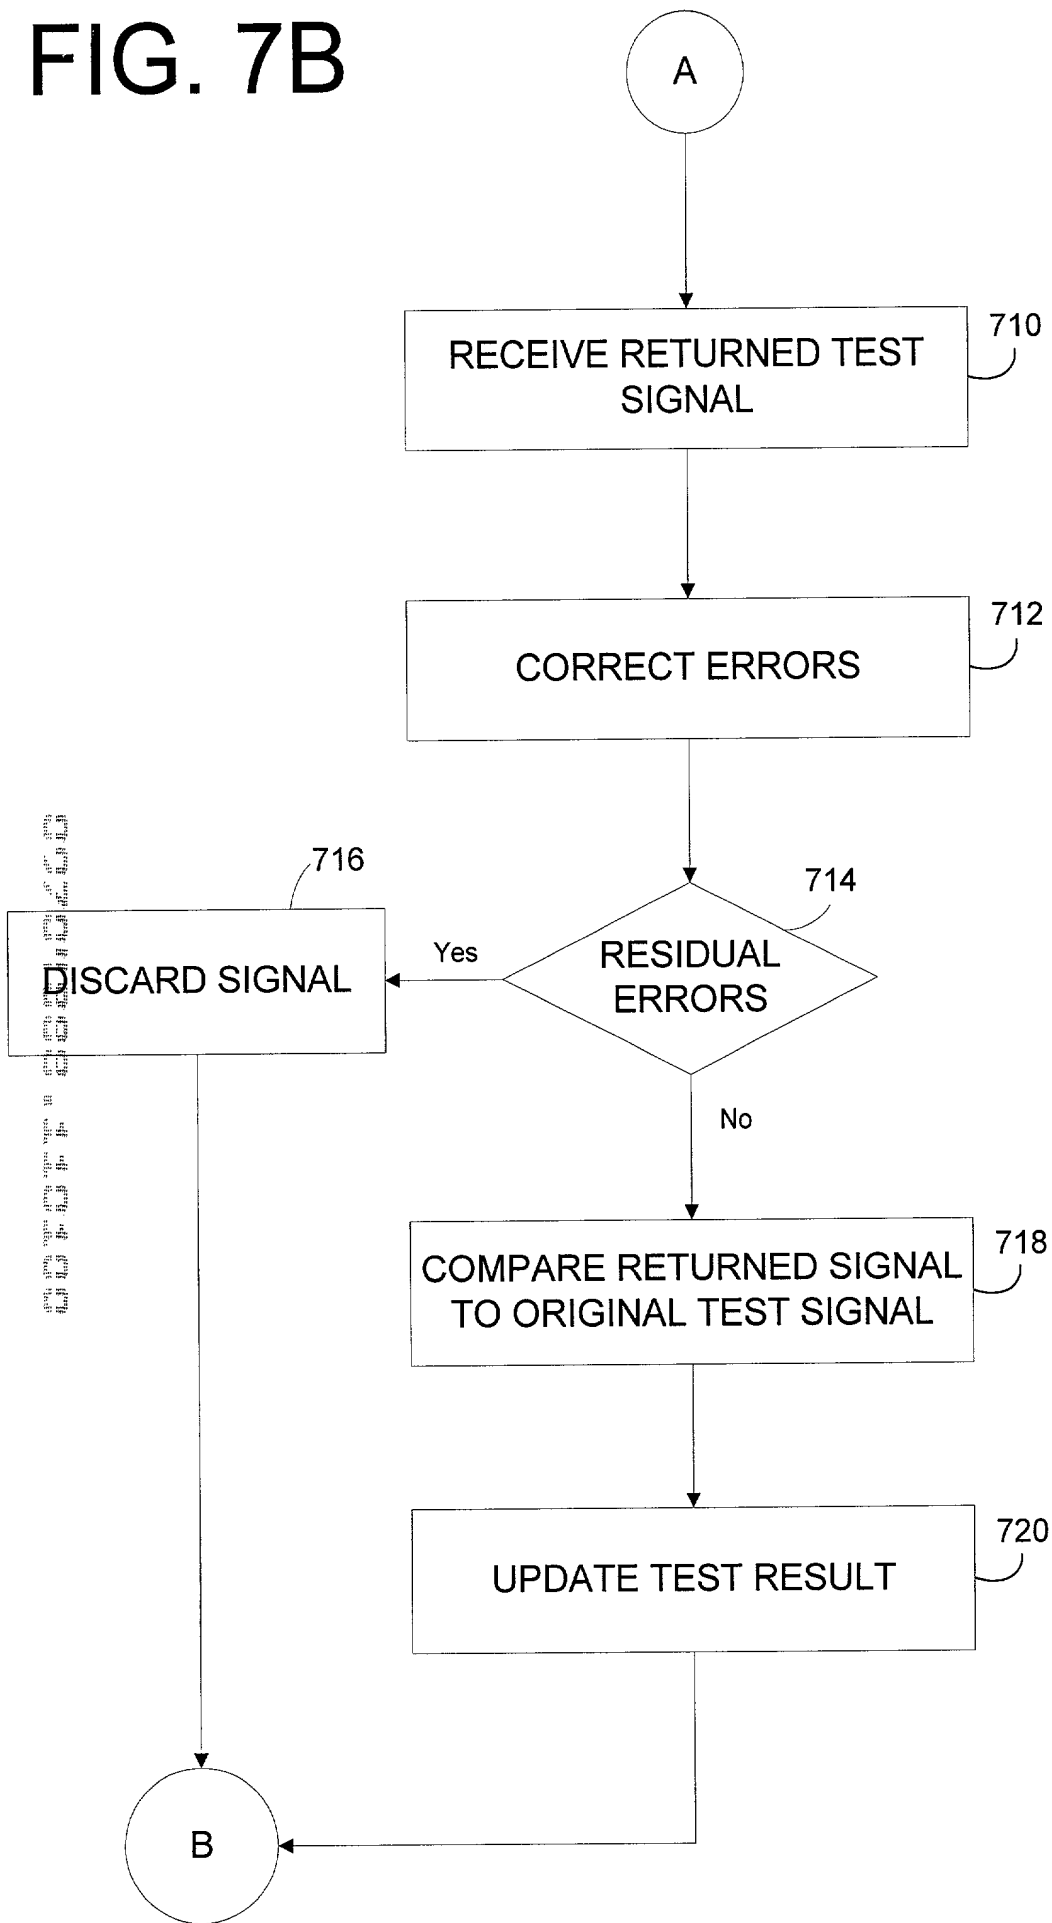 FIG. 7B
A
RECEIVE RETURNED TEST
SIGNAL
710
CORRECT ERRORS
712
716
714
DISCARD SIGNAL
Yes
RESIDUAL
ERRORS
No
COMPARE RETURNED SIGNAL
TO ORIGINAL TEST SIGNAL
718
UPDATE TEST RESULT
720
B